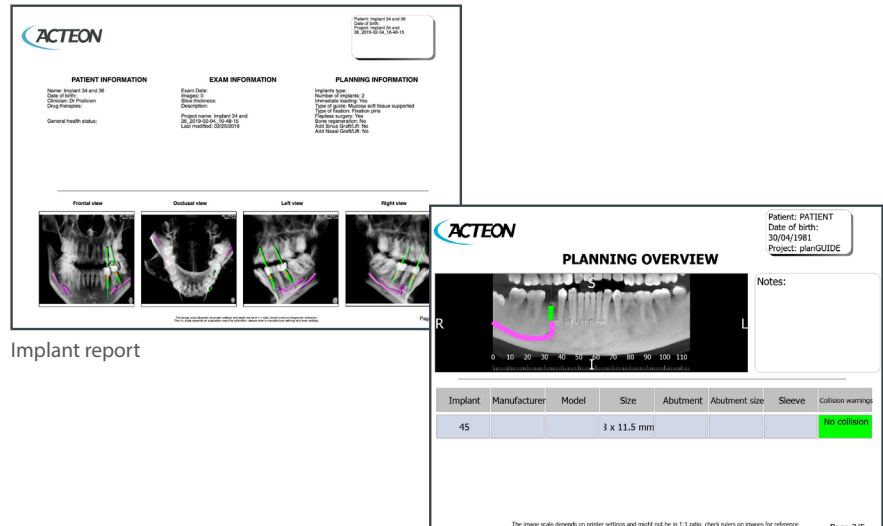 ACTEON
Patient: Implant 34 and 36
Date of birth:
Project: Implant 34 and
36_2019-02-04_16-48-15
PATIENT INFORMATION
Name: Implant 34 and 36
Date of birth:
Clinician: Dr Praticien
Drug therapies:
General health status:
EXAM INFORMATION
Exam Date:
Images: 0
Slice thickness:
Description:
Project name: Implant 34 and
36_2019-02-04_16-48-15
Last modified: 02/25/2019
PLANNING INFORMATION
Implants type:
Number of implants: 2
Immediate loading: Yes
Type of guide: Mucosa soft tissue supported
Type of fixation: Fixation pins
Flapless surgery: Yes
Bone regeneration: No
Add Sinus Graft/Lift: No
Add Nasal Graft/Lift: No
Frontal view
Occlusal view
Left view
Right view
Implant report
ACTEON
Patient: PATIENT
Date of birth:
30/04/1981
Project: planGUIDE
PLANNING OVERVIEW
S
R
L
x 11.5 mm
0 10 20 30 40 50 60 70 80 90 100 110
I
Notes:
Implant Manufacturer Model Size Abutment Abutment size Sleeve Collision warnings
45 3 x 11.5 mm No collision
The image scale depends on printer settings and might not be in 1:1 ratio, check rulers on images for reference.